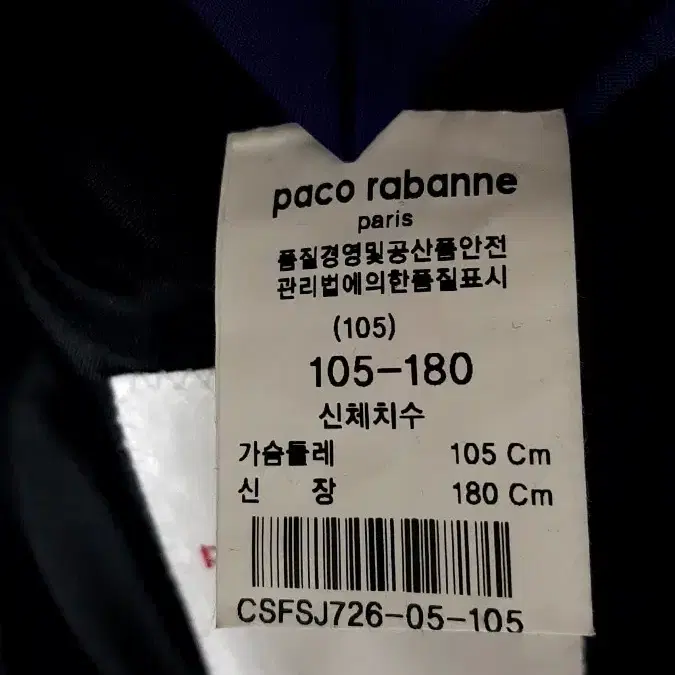 paco rabanne
paris
품질경영및공산품안전
관리법에의한품질표시
(105)
105-180
신체치수
가슴둘레 105 Cm
신 장 180 Cm
CSFSJ726-05-105